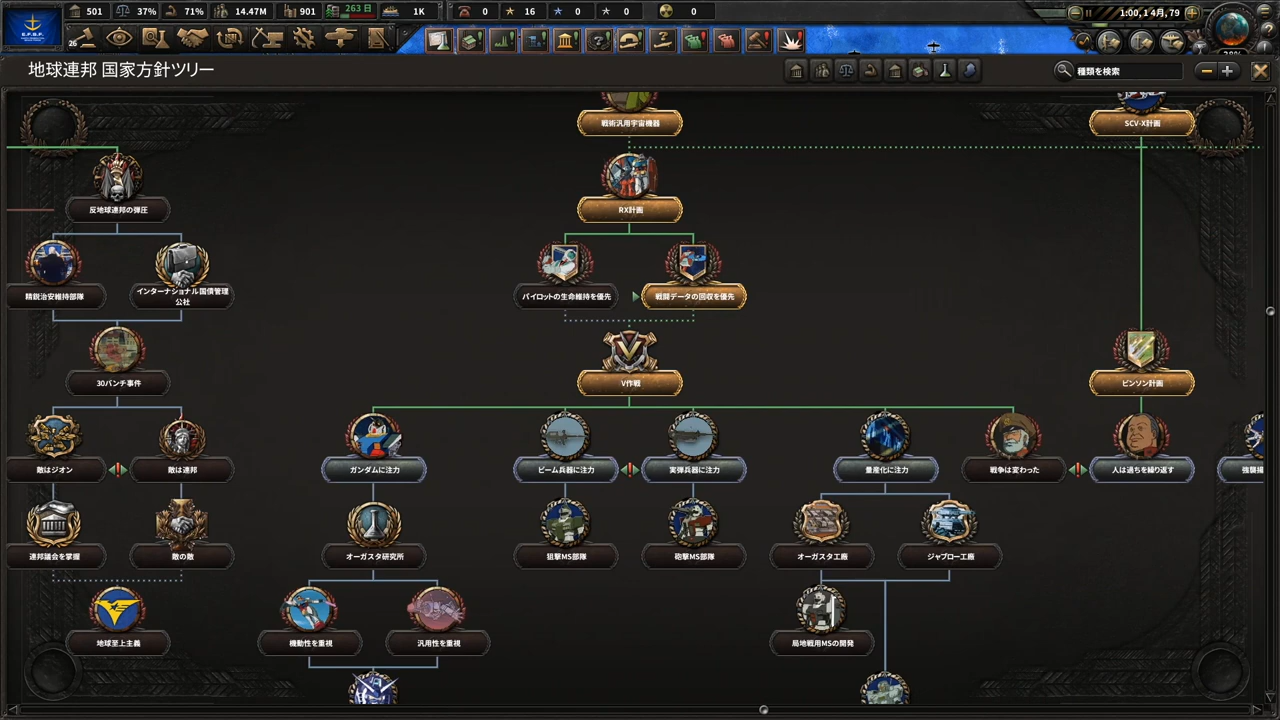 501
37%
71%
14.47M
901
263 日
1K
0
16
0
0
0
1:00, 1 4月, 79
E.F.S.F.
26
地球連邦 国家方針ツリー
種類を検索
戦術汎用宇宙機器
SCV-X計画
反地球連邦の弾圧
RX計画
精鋭治安維持部隊
インターナショナル国債管理
公社
パイロットの生命維持を優先
戦闘データの回収を優先
30バンチ事件
V作戦
ビンソン計画
敵はジオン
敵は連邦
ガンダムに注力
ビーム兵器に注力
実弾兵器に注力
量産化に注力
戦争は変わった
人は過ちを繰り返す
強襲揚
連邦議会を掌握
敵の敵
オーガスタ研究所
狙撃MS部隊
砲撃MS部隊
オーガスタ工廠
ジャブロー工廠
地球至上主義
機動性を重視
汎用性を重視
局地戦用MSの開発